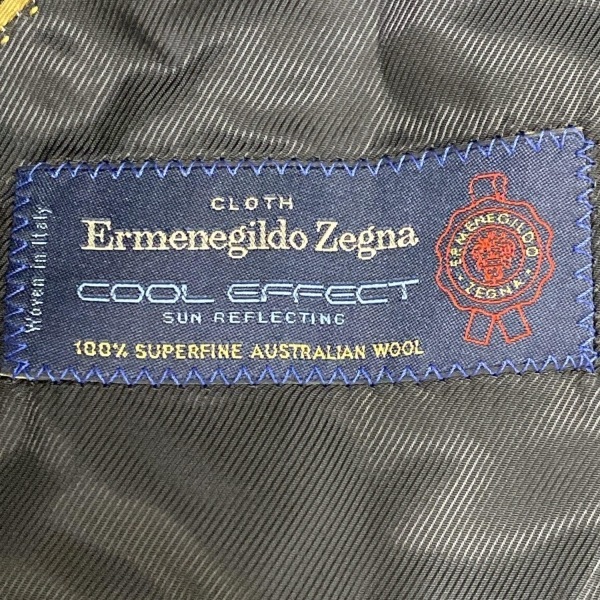 Woven in Italy
CLOTH
Ermenegildo Zegna
COOL EFFECT
SUN REFLECTING
100% SUPERFINE AUSTRALIAN WOOL
ERMENEGILDO
ZEGNA